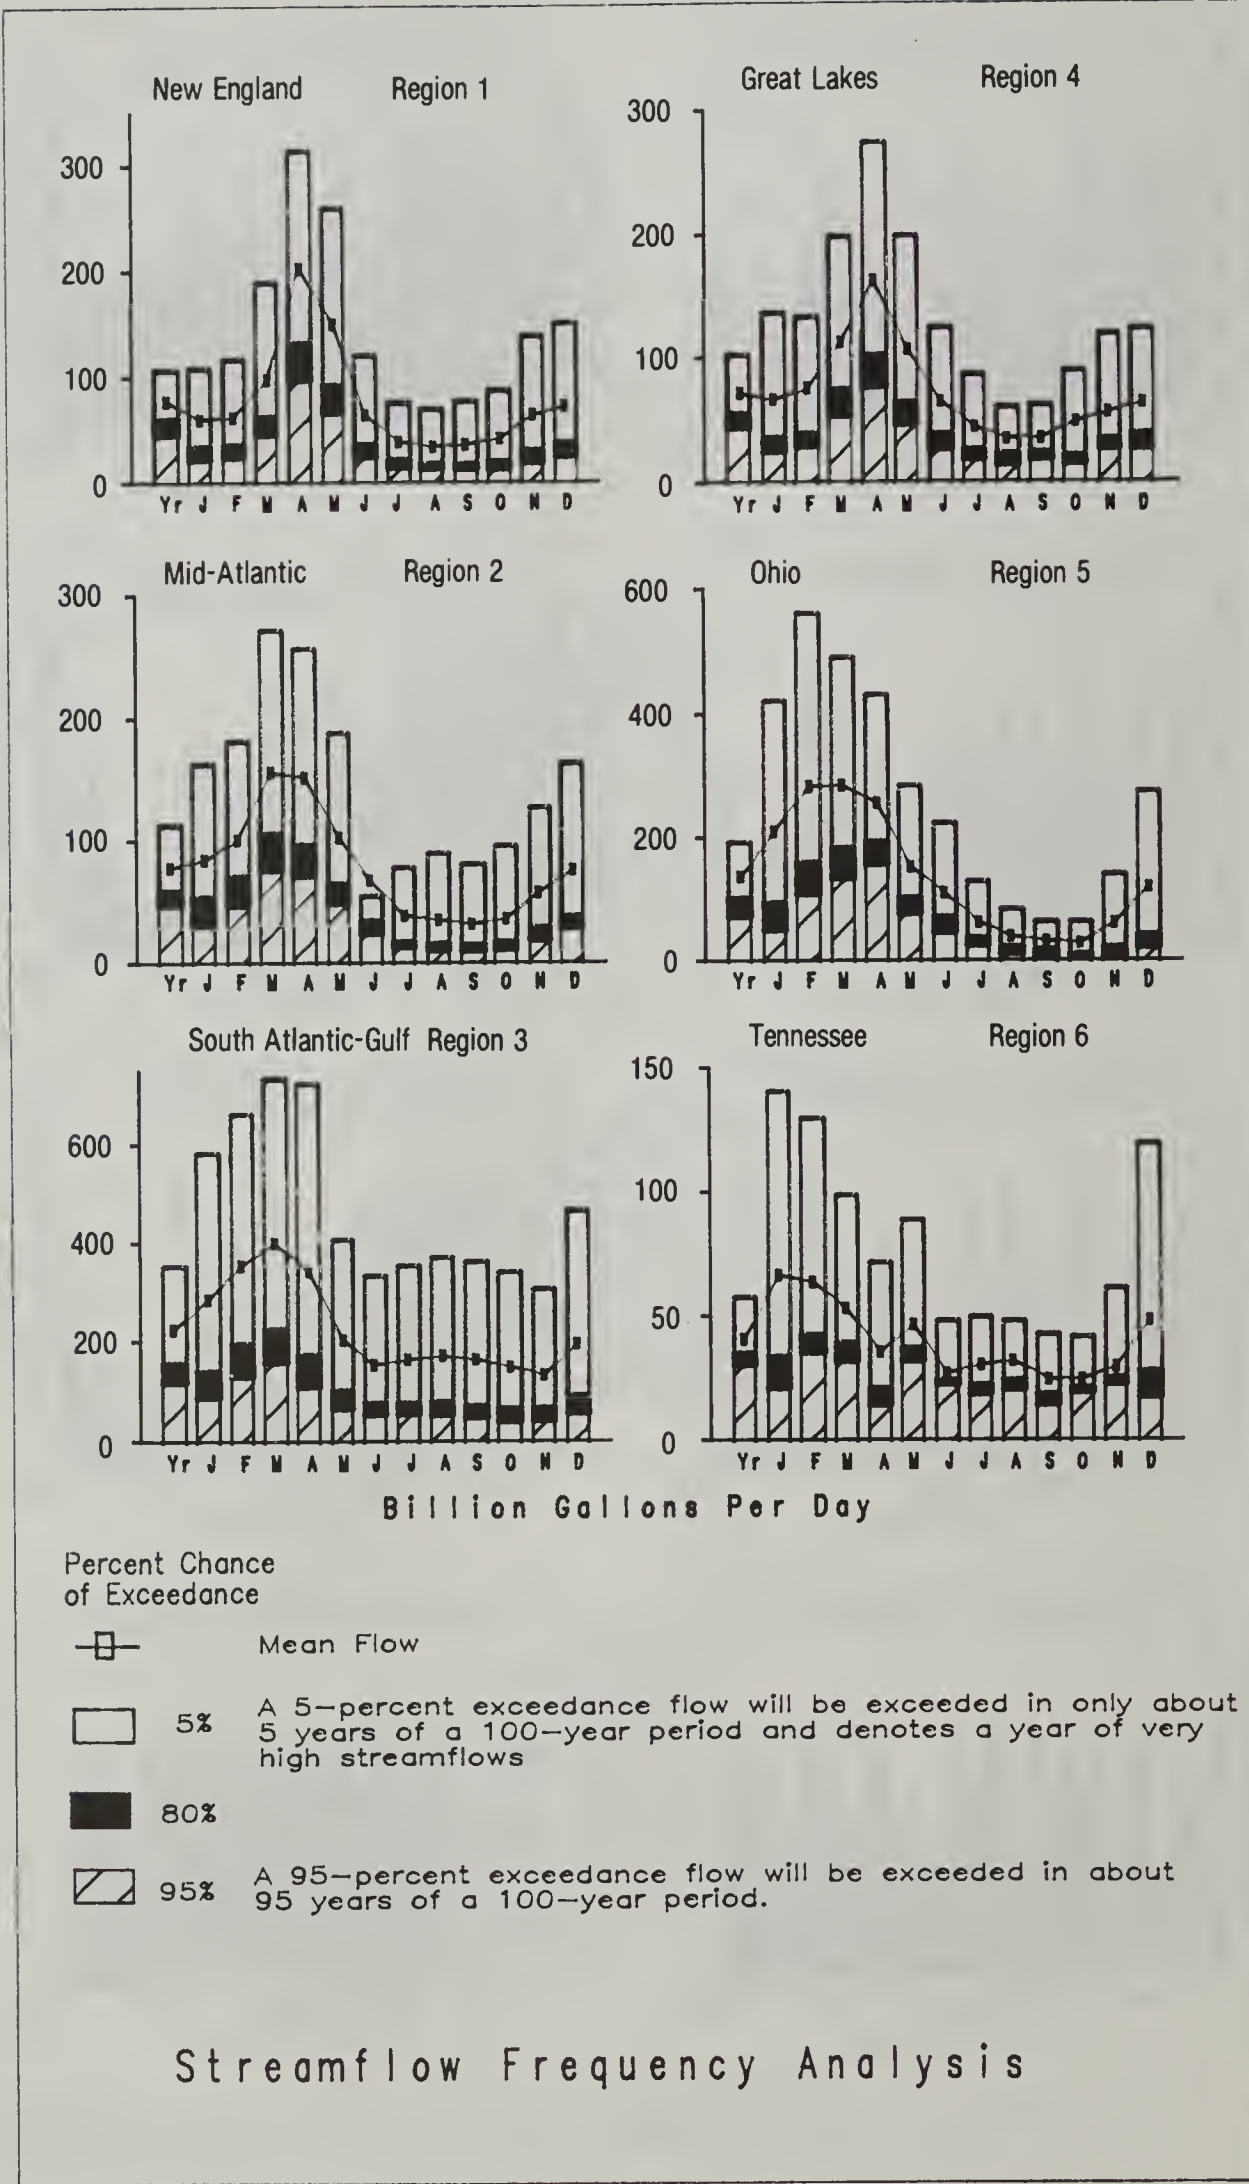 New England Region 1
300
200
100
0
Yr J F M A M J J A S O N D
Great Lakes Region 4
300
200
100
0
Yr J F M A M J J A S O N D
Mid-Atlantic Region 2
300
200
100
0
Yr J F M A M J J A S O N D
Ohio Region 5
600
400
200
0
Yr J F M A M J J A S O N D
South Atlantic-Gulf Region 3
600
400
200
0
Yr J F M A M J J A S O N D
Tennessee Region 6
150
100
50
0
Yr J F M A M J J A S O N D
Billion Gallons Per Day
Percent Chance
of Exceedance
Mean Flow
5% A 5-percent exceedance flow will be exceeded in only about
5 years of a 100-year period and denotes a year of very
high streamflows
80%
95% A 95-percent exceedance flow will be exceeded in about
95 years of a 100-year period.
Streamflow Frequency Analysis